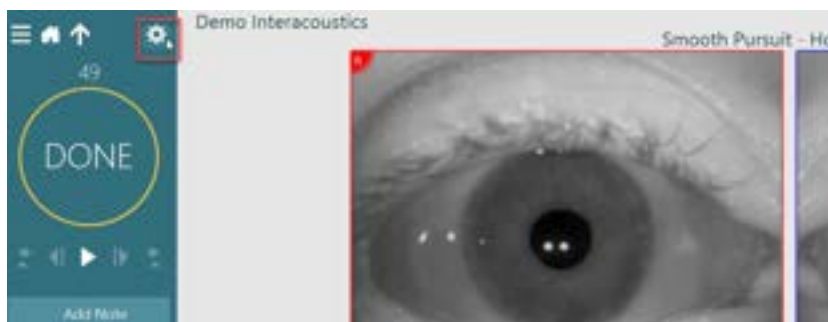 Demo Interacoustics
Smooth Pursuit - Ho
49
DONE
R
Add Note